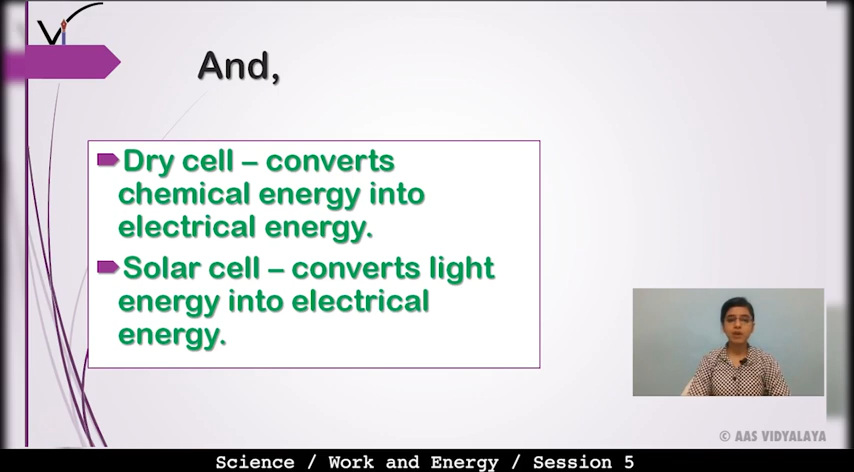 And,
Dry cell – converts
chemical energy into
electrical energy.
Solar cell – converts light
energy into electrical
energy.
© AAS VIDYALAYA
Science / Work and Energy / Session 5